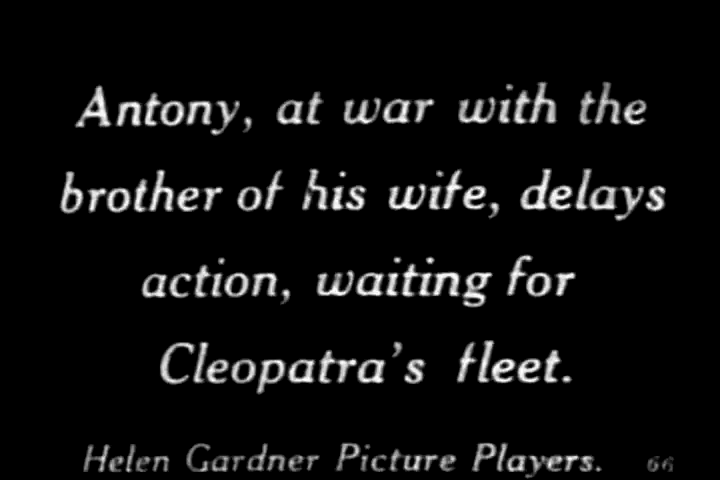 Antony, at war with the
brother of his wife, delays
action, waiting for
Cleopatra's fleet.
Helen Gardner Picture Players. 66